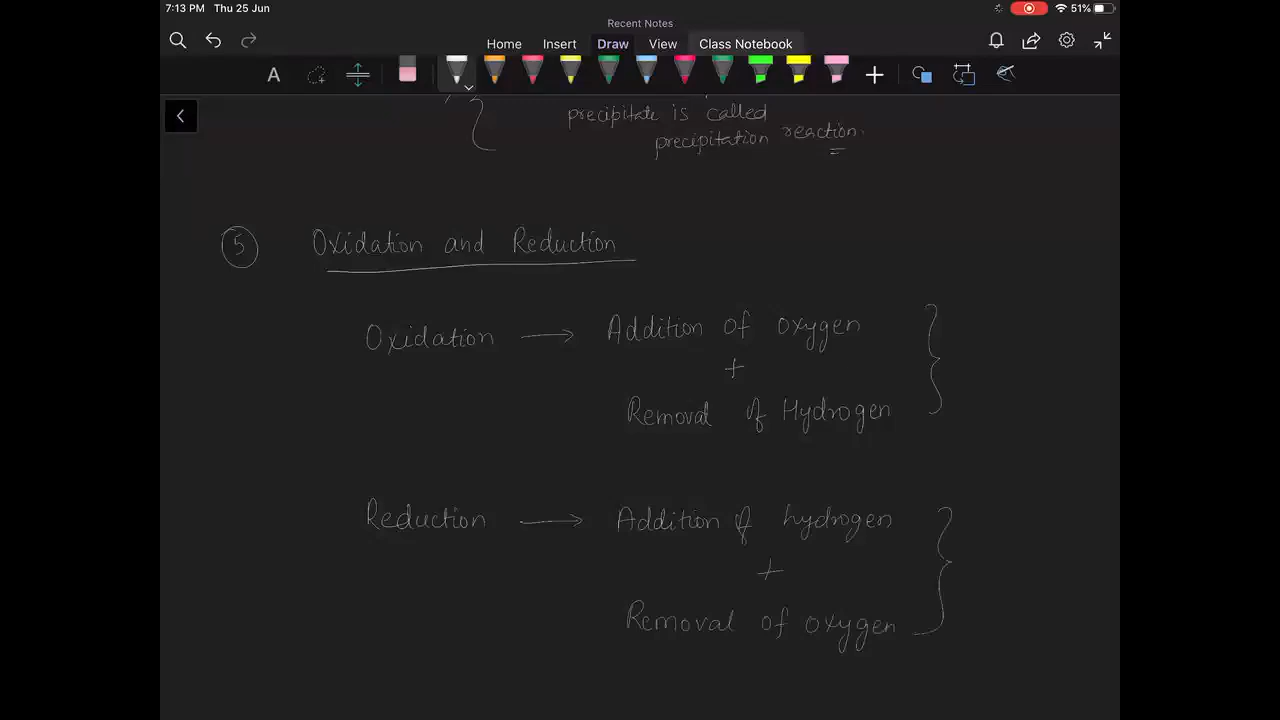 7:13 PM Thu 25 Jun
51%
Recent Notes
Home Insert Draw View Class Notebook
A
precipitate is called
precipitation reaction.
5 Oxidation and Reduction
Oxidation → Addition of oxygen
+
Removal of Hydrogen
Reduction → Addition of hydrogen
+
Removal of oxygen